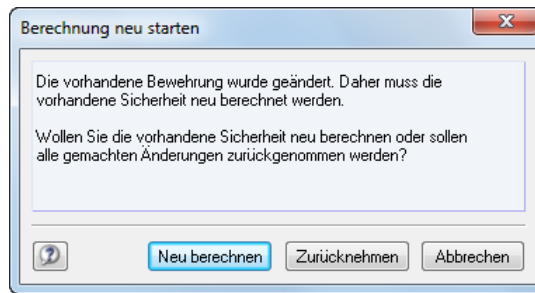 Berechnung neu starten
Die vorhandene Bewehrung wurde geändert. Daher muss die
vorhandene Sicherheit neu berechnet werden.
Wollen Sie die vorhandene Sicherheit neu berechnen oder sollen
alle gemachten Änderungen zurückgenommen werden?
Neu berechnen Zurücknehmen Abbrechen